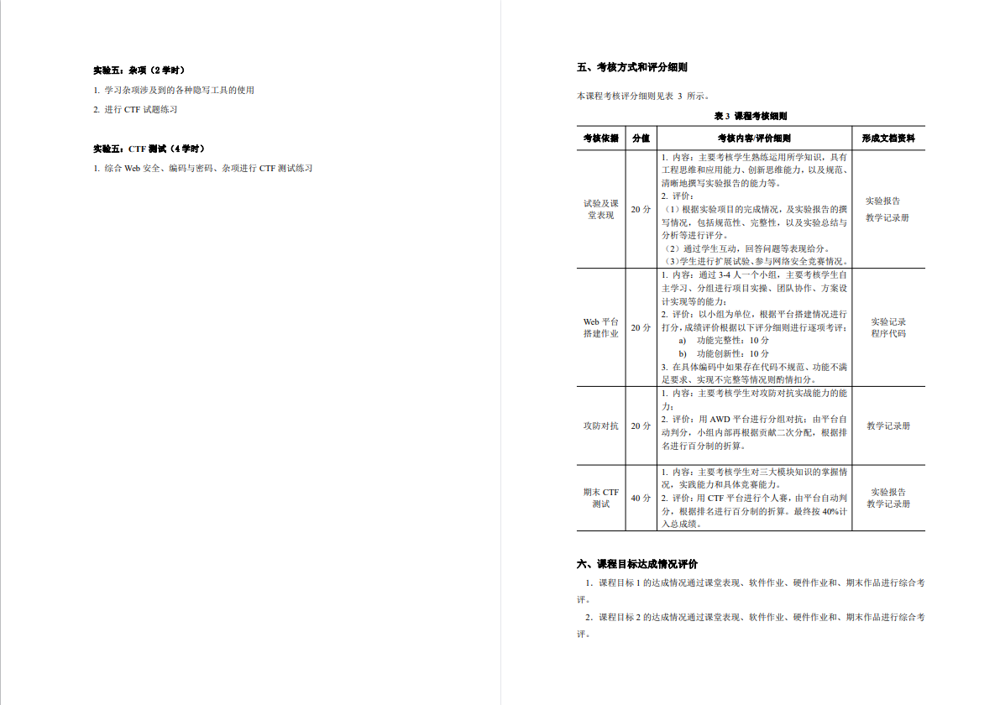 实验五：杂项（2 学时）
1. 学习杂项涉及到的各种隐写工具的使用
2. 进行 CTF 试题练习
实验五：CTF 测试（4 学时）
1. 综合 Web 安全、编码与密码、杂项进行 CTF 测试练习
五、考核方式和评分细则
本课程考核评分细则见表 3 所示。
表 3 课程考核细则
考核依据 分值 考核内容/评价细则 形成文档资料
试验及课
堂表现
20 分
1. 内容：主要考核学生熟练运用所学知识，具有
工程思维和应用能力、创新思维能力，以及规范、
清晰地撰写实验报告的能力等。
2. 评价：
（1）根据实验项目的完成情况，及实验报告的撰
写情况，包括规范性、完整性，以及实验总结与
分析等进行评分。
（2）通过学生互动，回答问题等表现给分。
（3）学生进行扩展试验、参与网络安全竞赛情况。
实验报告
教学记录册
Web 平台
搭建作业
20 分
1. 内容：通过 3-4 人一个小组，主要考核学生自
主学习、分组进行项目实操、团队协作、方案设
计实现等的能力；
2. 评价：以小组为单位，根据平台搭建情况进行
打分，成绩评价根据以下评分细则进行逐项考评：
a) 功能完整性：10 分
b) 功能创新性：10 分
3. 在具体编码中如果存在代码不规范、功能不满
足要求、实现不完整等情况则酌情扣分。
实验记录
程序代码
攻防对抗
20 分
1. 内容：主要考核学生对攻防对抗实战能力的能
力；
2. 评价：用 AWD 平台进行分组对抗；由平台自
动判分，小组内部再根据贡献二次分配，根据排
名进行百分制的折算。
教学记录册
期末 CTF
测试
40 分
1. 内容：主要考核学生对三大模块知识的掌握情
况，实践能力和具体竞赛能力。
2. 评价：用 CTF 平台进行个人赛，由平台自动判
分，根据排名进行百分制的折算。最终按 40%计
入总成绩。
实验报告
教学记录册
六、课程目标达成情况评价
1．课程目标 1 的达成情况通过课堂表现、软件作业、硬件作业和、期末作品进行综合考
评。
2．课程目标 2 的达成情况通过课堂表现、软件作业、硬件作业和、期末作品进行综合考
评。